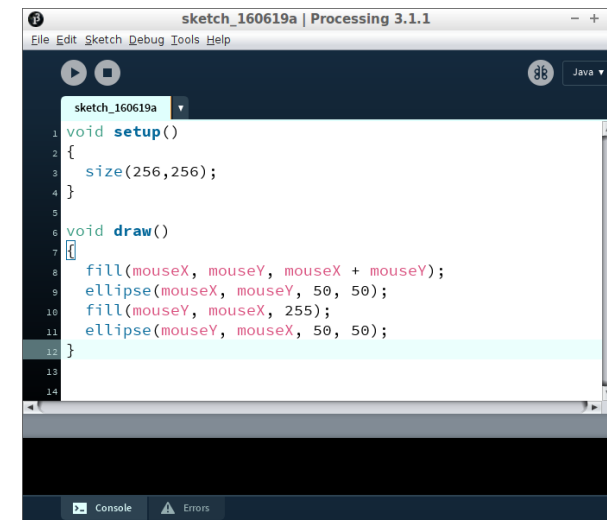 sketch_160619a | Processing 3.1.1
File Edit Sketch Debug Tools Help
Java
sketch_160619a
1 void setup()
2 {
3   size(256,256);
4 }
5
6 void draw()
7 {
8   fill(mouseX, mouseY, mouseX + mouseY);
9   ellipse(mouseX, mouseY, 50, 50);
10   fill(mouseY, mouseX, 255);
11   ellipse(mouseY, mouseX, 50, 50);
12 }
13
14
Console Errors